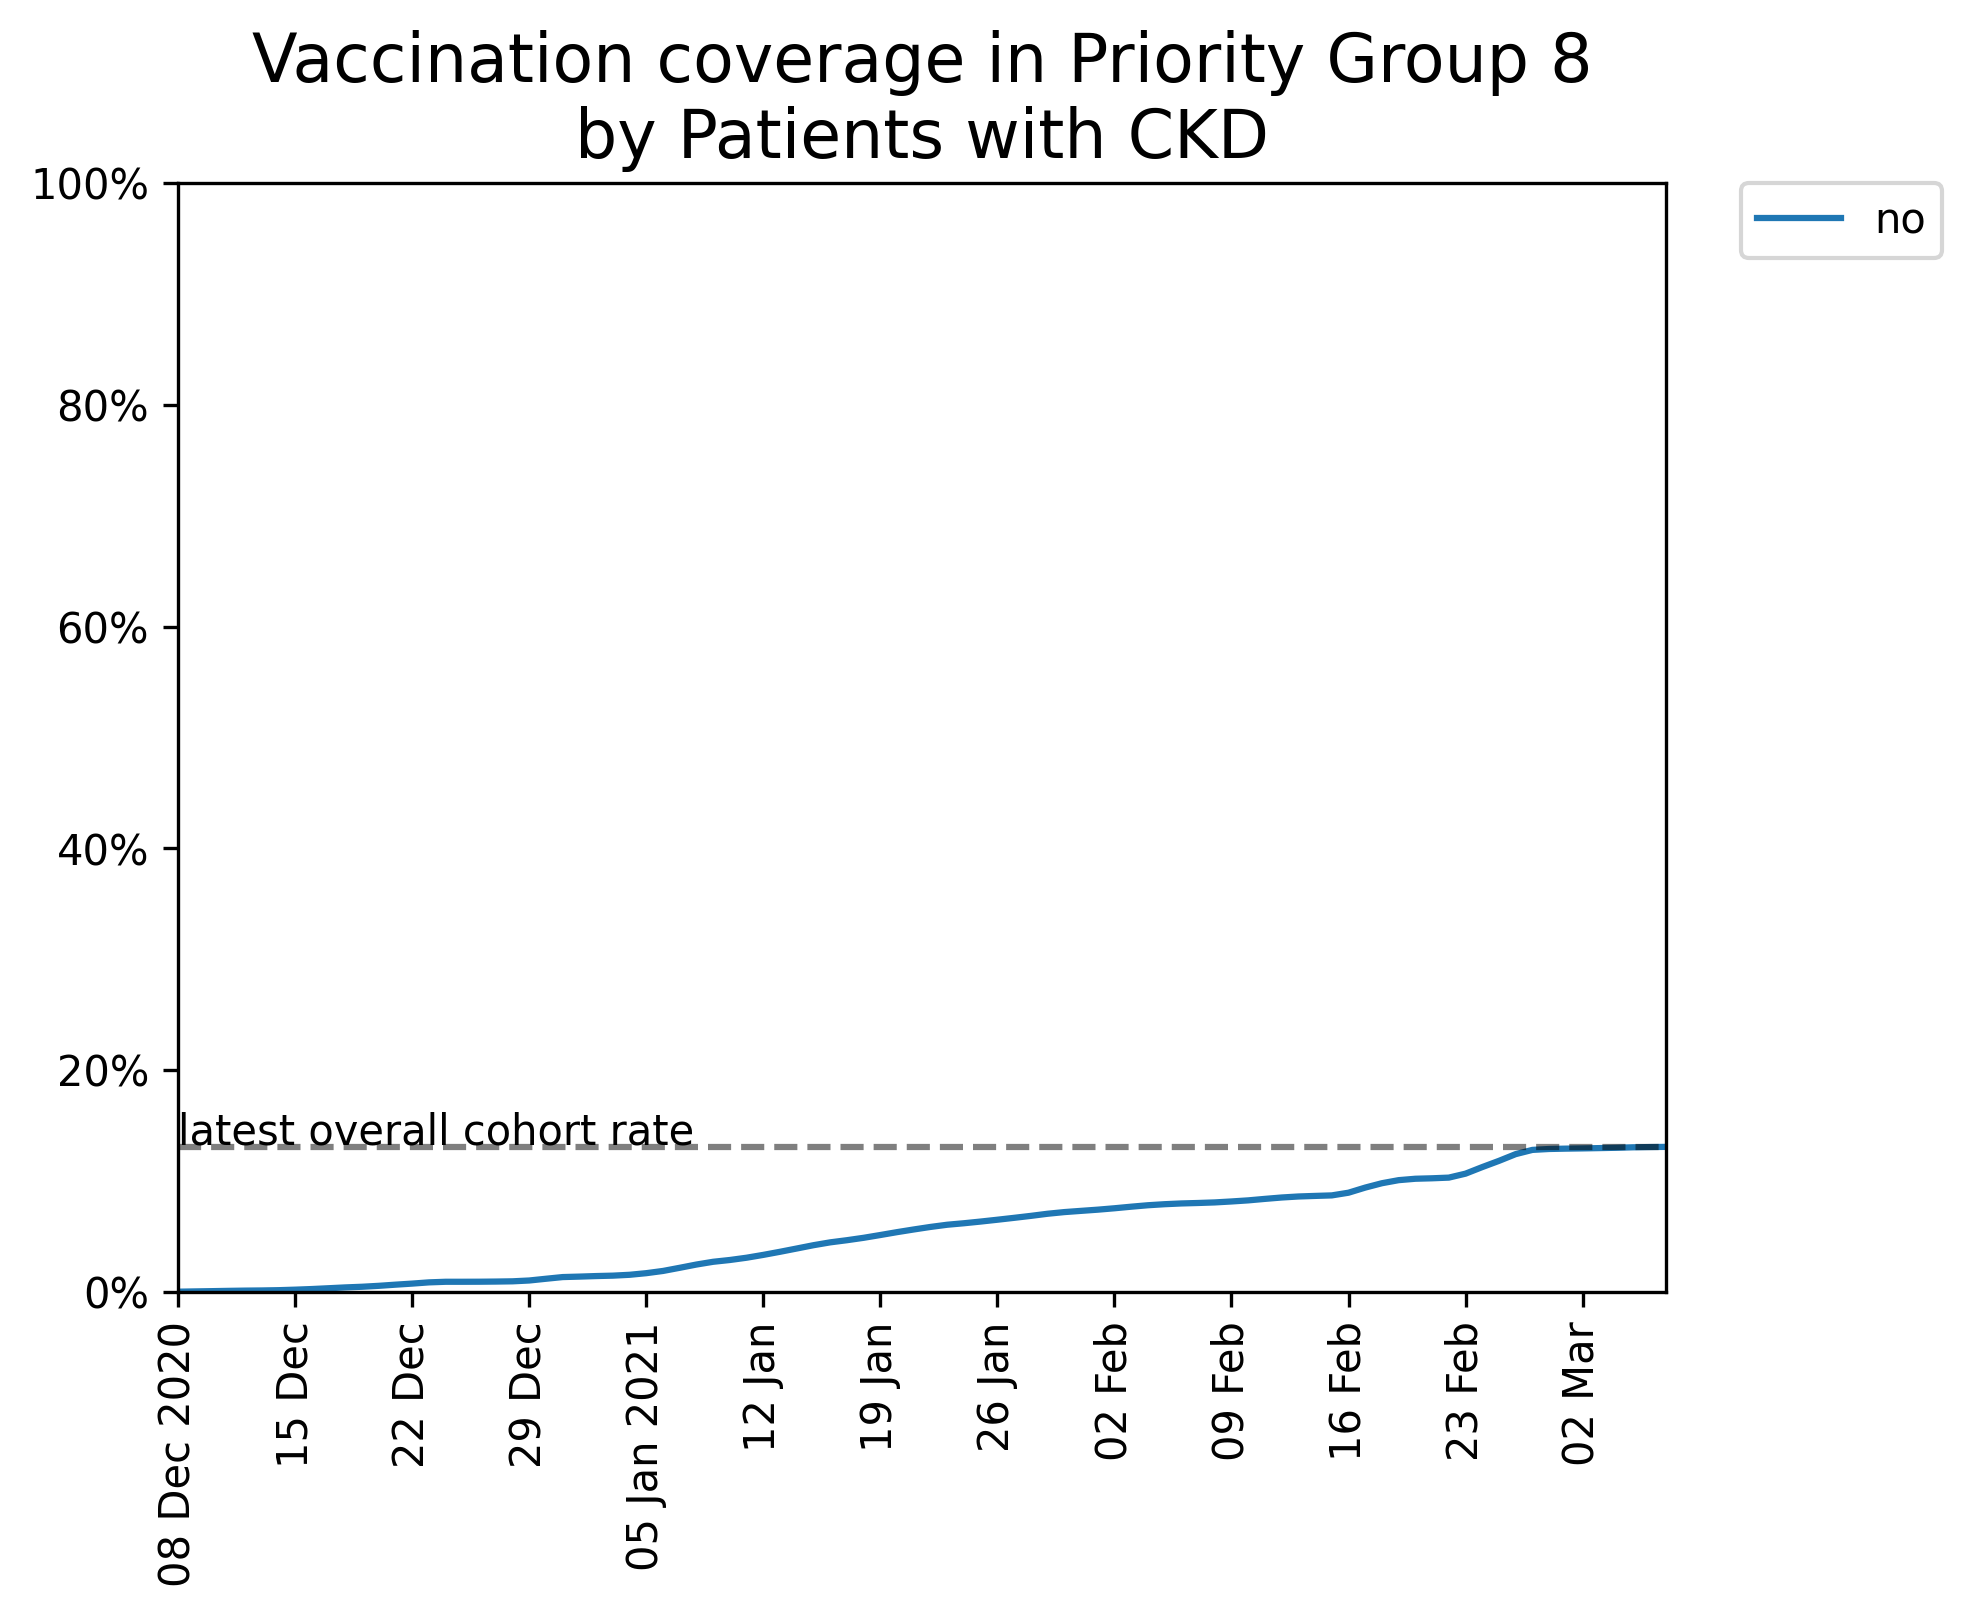 Vaccination coverage in Priority Group 8
by Patients with CKD
100%
80%
60%
40%
20%
0%
no
latest overall cohort rate
08 Dec 2020
15 Dec
22 Dec
29 Dec
05 Jan 2021
12 Jan
19 Jan
26 Jan
02 Feb
09 Feb
16 Feb
23 Feb
02 Mar